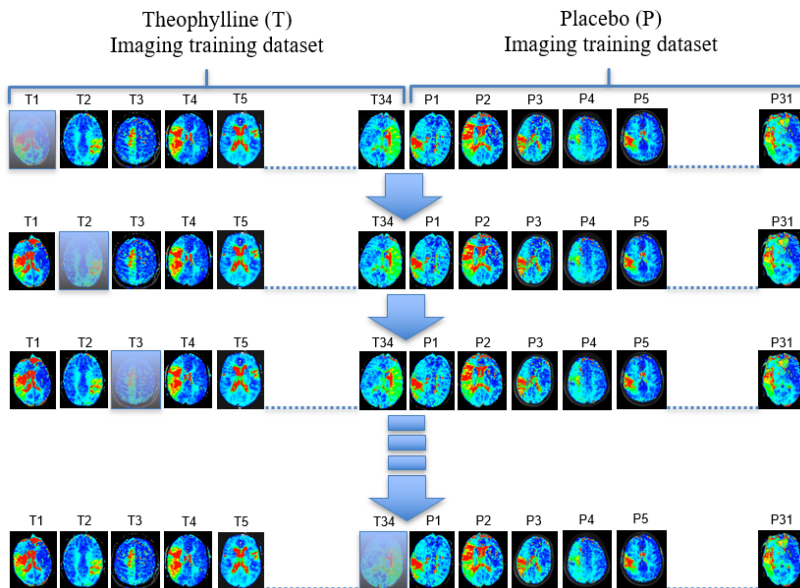 Theophylline (T)
Imaging training dataset
Placebo (P)
Imaging training dataset
T1 T2 T3 T4 T5 T34 P1 P2 P3 P4 P5 P31
T1 T2 T3 T4 T5 T34 P1 P2 P3 P4 P5 P31
T1 T2 T3 T4 T5 T34 P1 P2 P3 P4 P5 P31
T1 T2 T3 T4 T5 T34 P1 P2 P3 P4 P5 P31